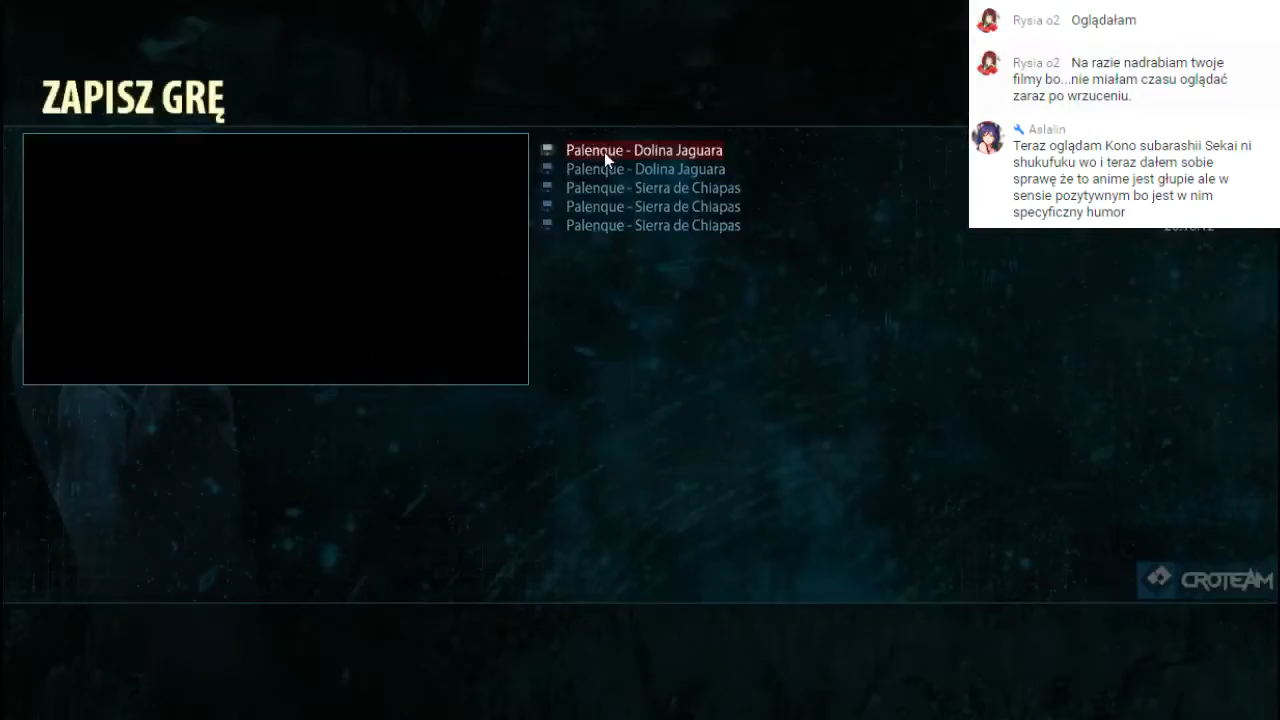 ZAPISZ GRĘ
Palenque - Dolina Jaguara
Palenque - Dolina Jaguara
Palenque - Sierra de Chiapas
Palenque - Sierra de Chiapas
Palenque - Sierra de Chiapas
Rysia o2 Oglądałam
Rysia o2 Na razie nadrabiam twoje
filmy bo...nie miałam czasu oglądać
zaraz po wrzuceniu.
Aslalin
Teraz oglądam Kono subarashii Sekai ni
shukufuku wo i teraz dałem sobie
sprawę że to anime jest głupie ale w
sensie pozytywnym bo jest w nim
specyficzny humor
CROTEAM